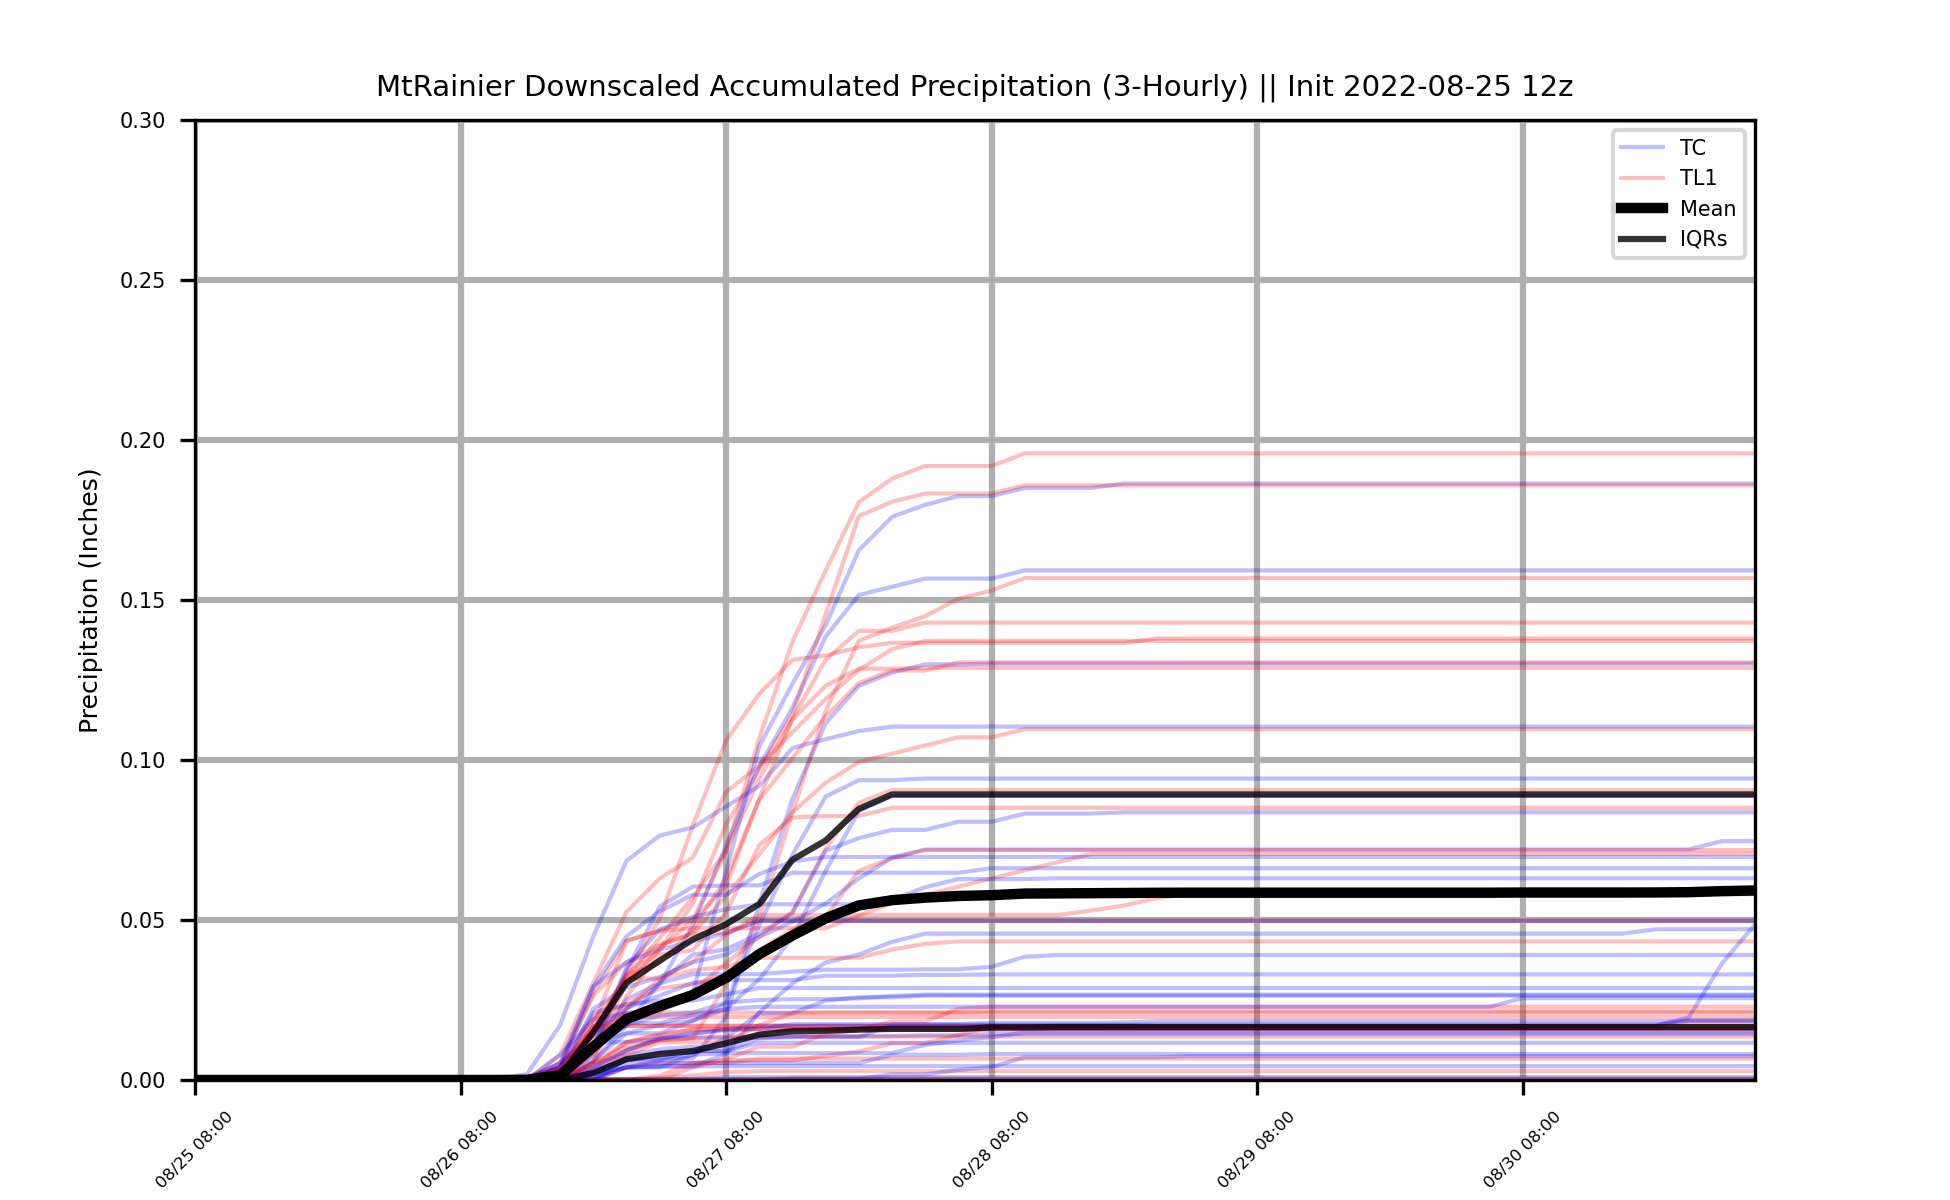 MtRainier Downscaled Accumulated Precipitation (3-Hourly) || Init 2022-08-25 12z
Precipitation (Inches)
0.30
0.25
0.20
0.15
0.10
0.05
0.00
TC
TL1
Mean
IQRs
08/25 08:00
08/26 08:00
08/27 08:00
08/28 08:00
08/29 08:00
08/30 08:00